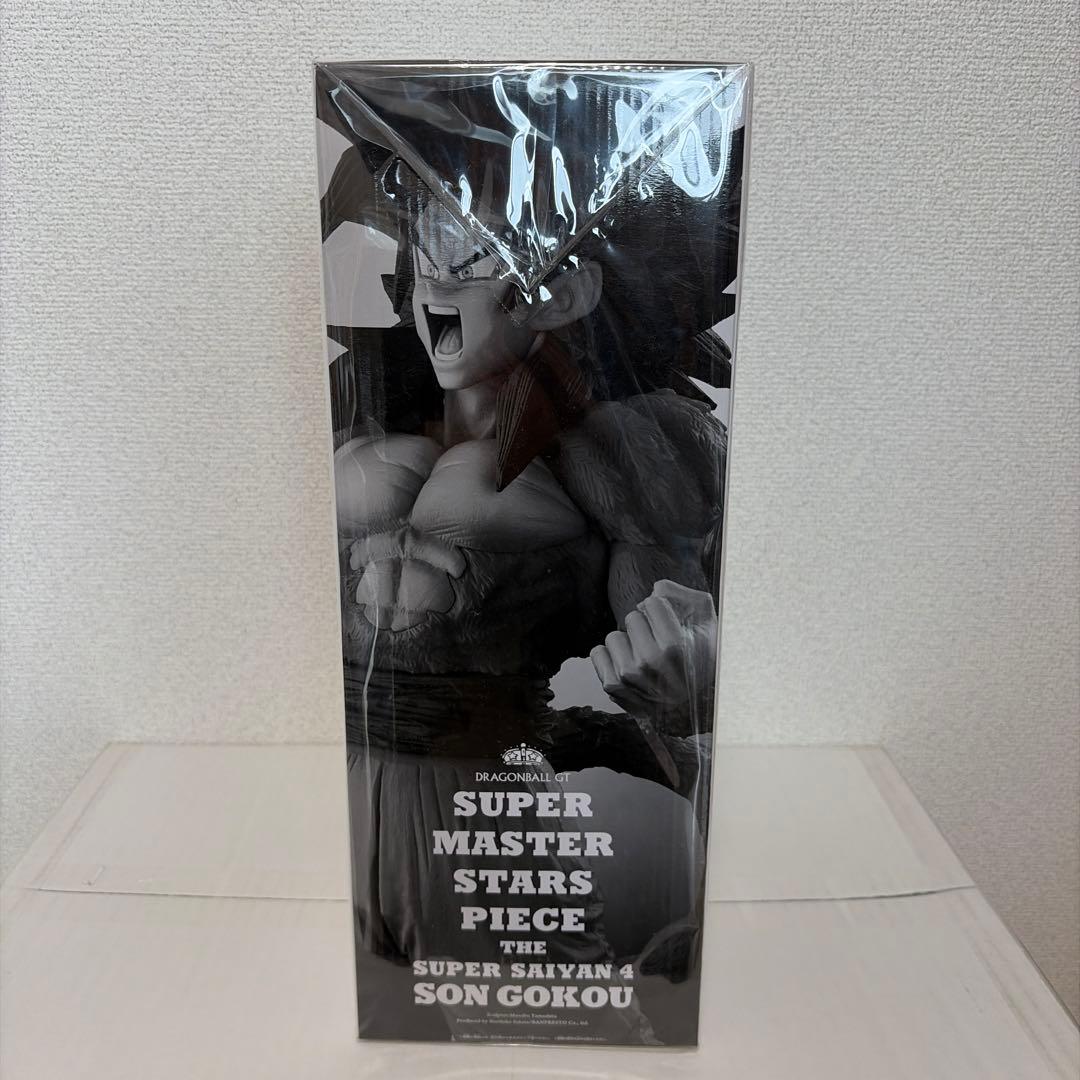 DRAGONBALL GT
SUPER
MASTER
STARS
PIECE
THE
SUPER SAIYAN 4
SON GOKOU